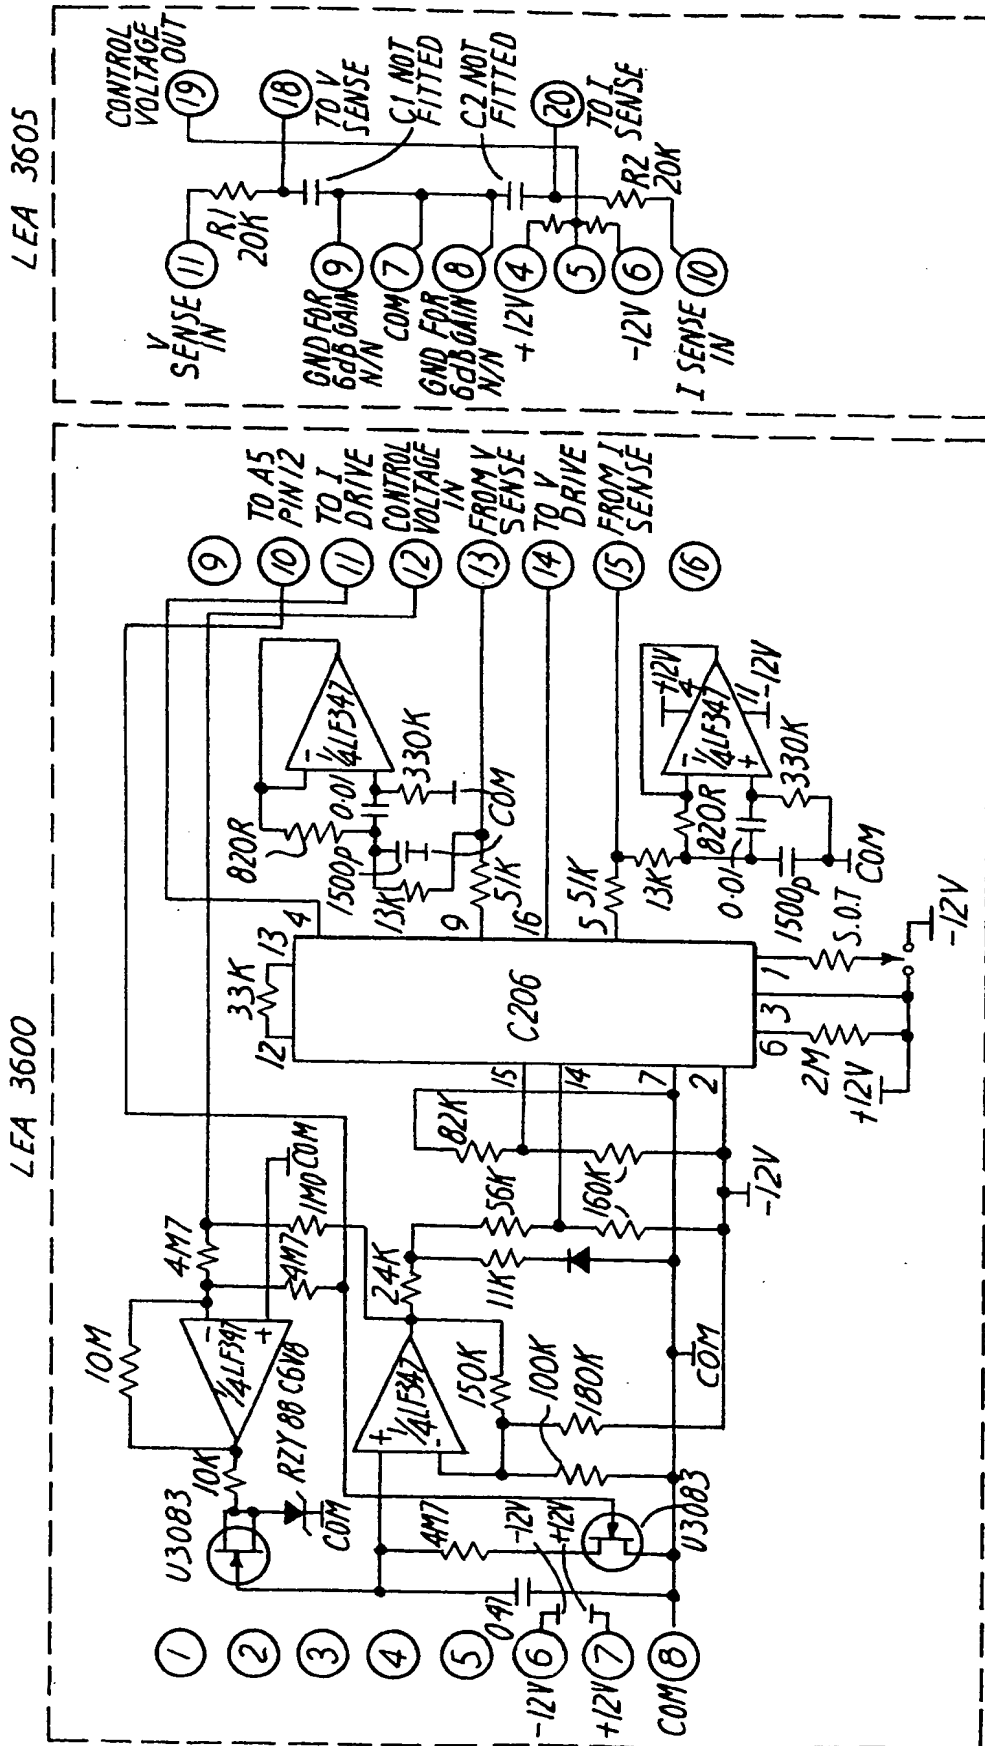 LEA 3600
LEA 3605
1
2
3
4
5
-12V 6
+12V 7
COM 8
U3083
10K
RZY 88 C6V8
COM
10M
1/4 LF347
-
+
COM
4M7
4M7
1M0
1/4 LF347
+
-
24K
150K
100K
180K
4M7
-12V
+12V
047
U3083
COM
11K
56K
82K
160K
-12V
33K
12
13
4
C206
15
14
7
2
9
16
5
6
3
1
2M
+12V
S.O.T
-12V
820R
1500p
13K
0.01
330K
COM
51K
1/4 LF347
-
51K
13K
820R
0.01
1500p
330K
COM
1/4 LF347
-
+
+12V
4
11
-12V
9
10
TO A5
PIN 12
11
TO I
DRIVE
12
CONTROL
VOLTAGE
IN
13
FROM V
SENSE
14
TO V
DRIVE
15
FROM I
SENSE
16
V
SENSE
IN
11
R1
20K
GND FOR
6dB GAIN
N/N
9
COM 7
GND FOR
6dB GAIN
N/N
8
+12V 4
5
-12V 6
I SENSE
IN
10
R2
20K
CONTROL
VOLTAGE
OUT
19
18
TO V
SENSE
C1 NOT
FITTED
C2 NOT
FITTED
20
TO I
SENSE